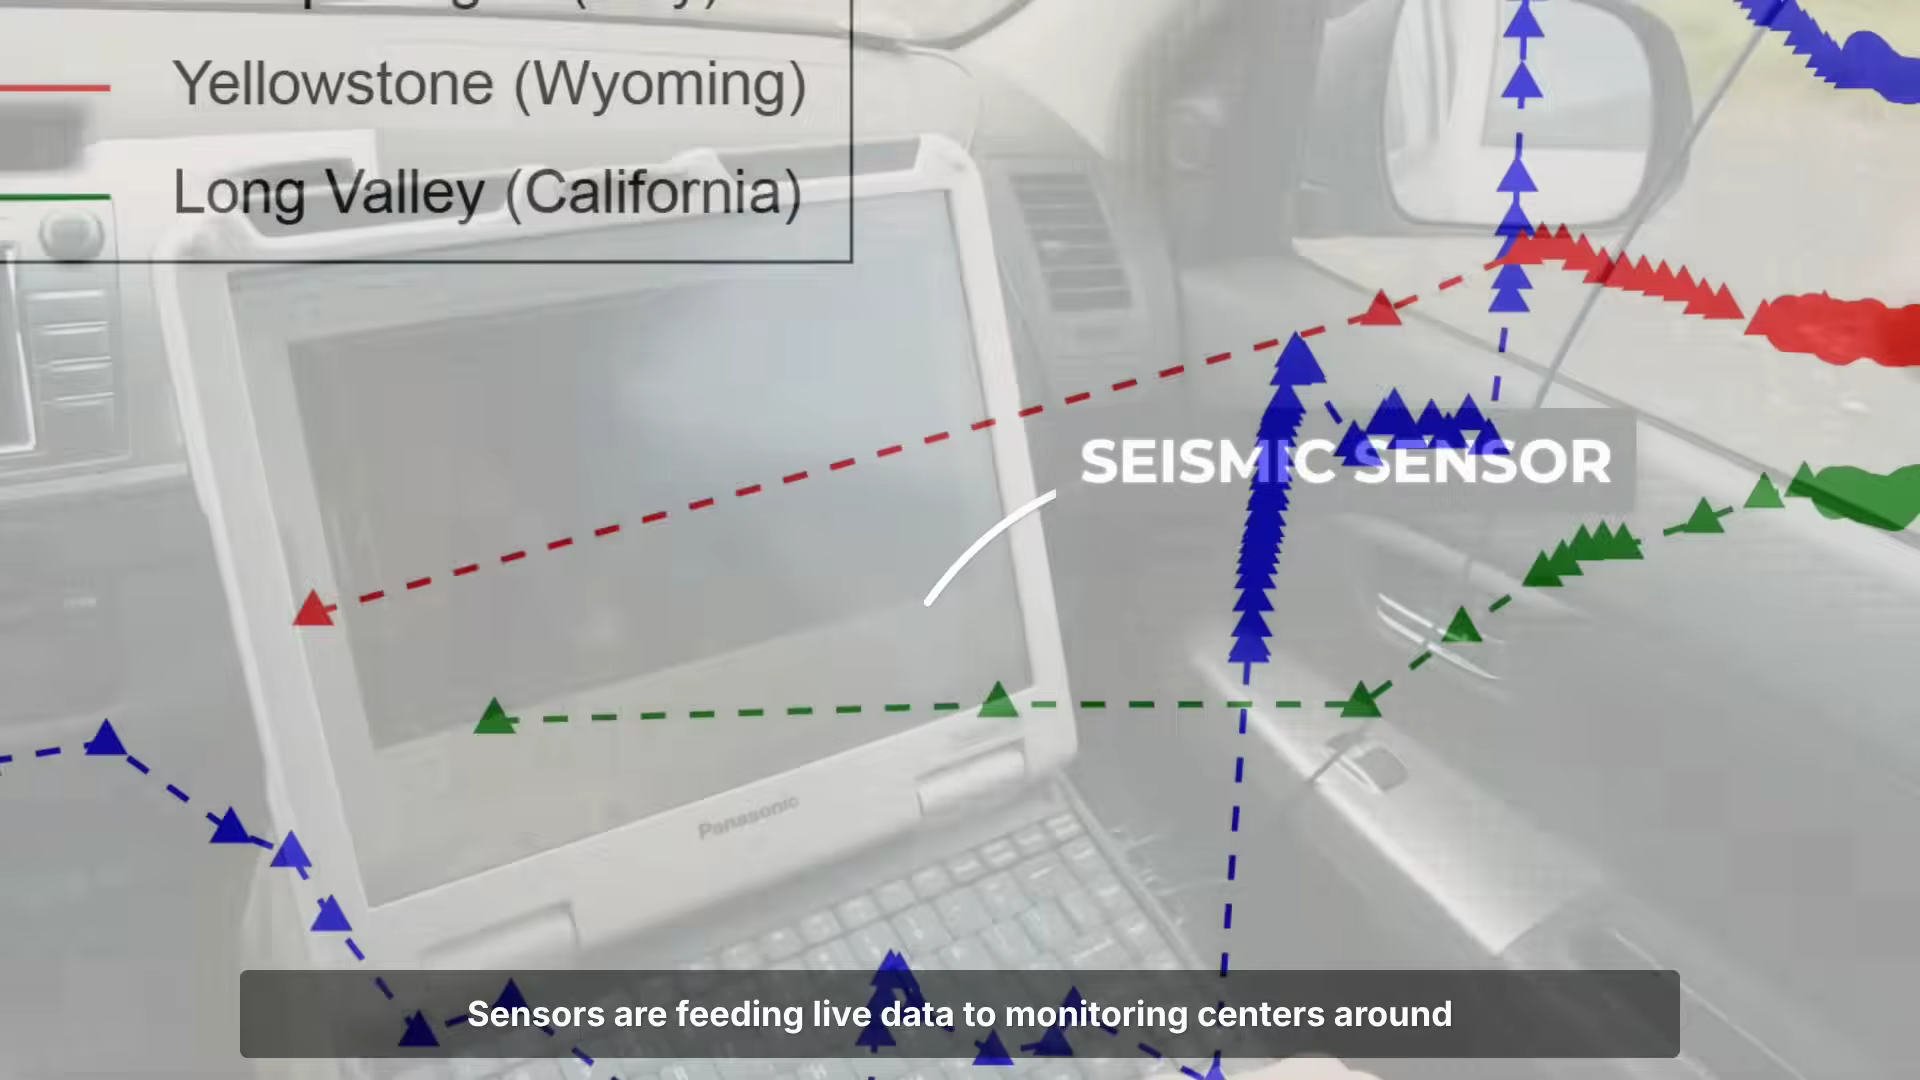 Yellowstone (Wyoming)
Long Valley (California)
SEISMIC SENSOR
Panasonic
Sensors are feeding live data to monitoring centers around